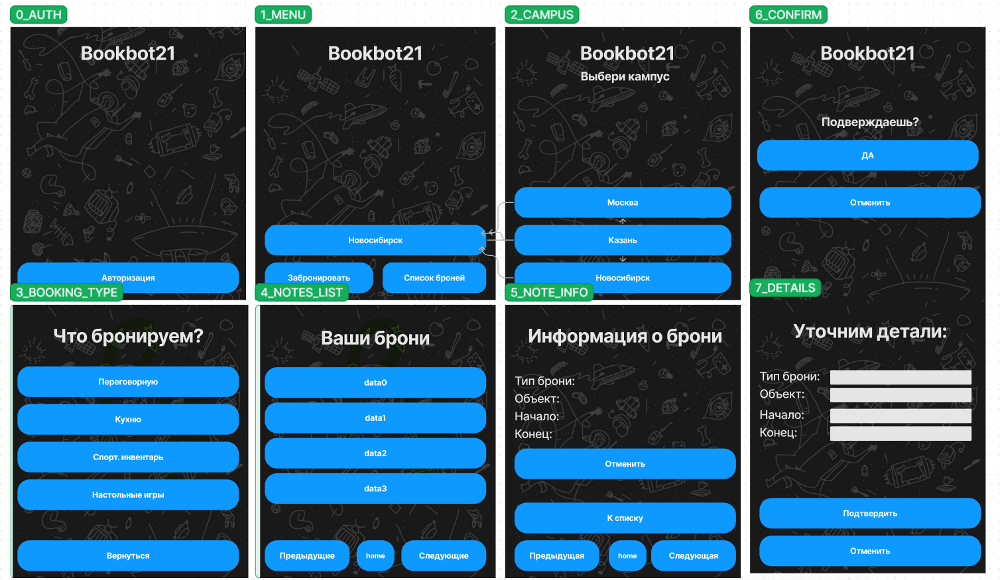 0_AUTH
Bookbot21
Авторизация
1_MENU
Bookbot21
Новосибирск
Забронировать
Список броней
2_CAMPUS
Bookbot21
Выбери кампус
Москва
Казань
Новосибирск
6_CONFIRM
Bookbot21
Подверждаешь?
ДА
Отменить
3_BOOKING_TYPE
Что бронируем?
Переговорную
Кухню
Спорт. инвентарь
Настольные игры
Вернуться
4_NOTES_LIST
Ваши брони
data0
data1
data2
data3
Предыдущие
home
Следующие
5_NOTE_INFO
Информация о брони
Тип брони:
Объект:
Начало:
Конец:
Отменить
К списку
Предыдущая
home
Следующая
7_DETAILS
Уточним детали:
Тип брони:
Объект:
Начало:
Конец:
Подтвердить
Отменить